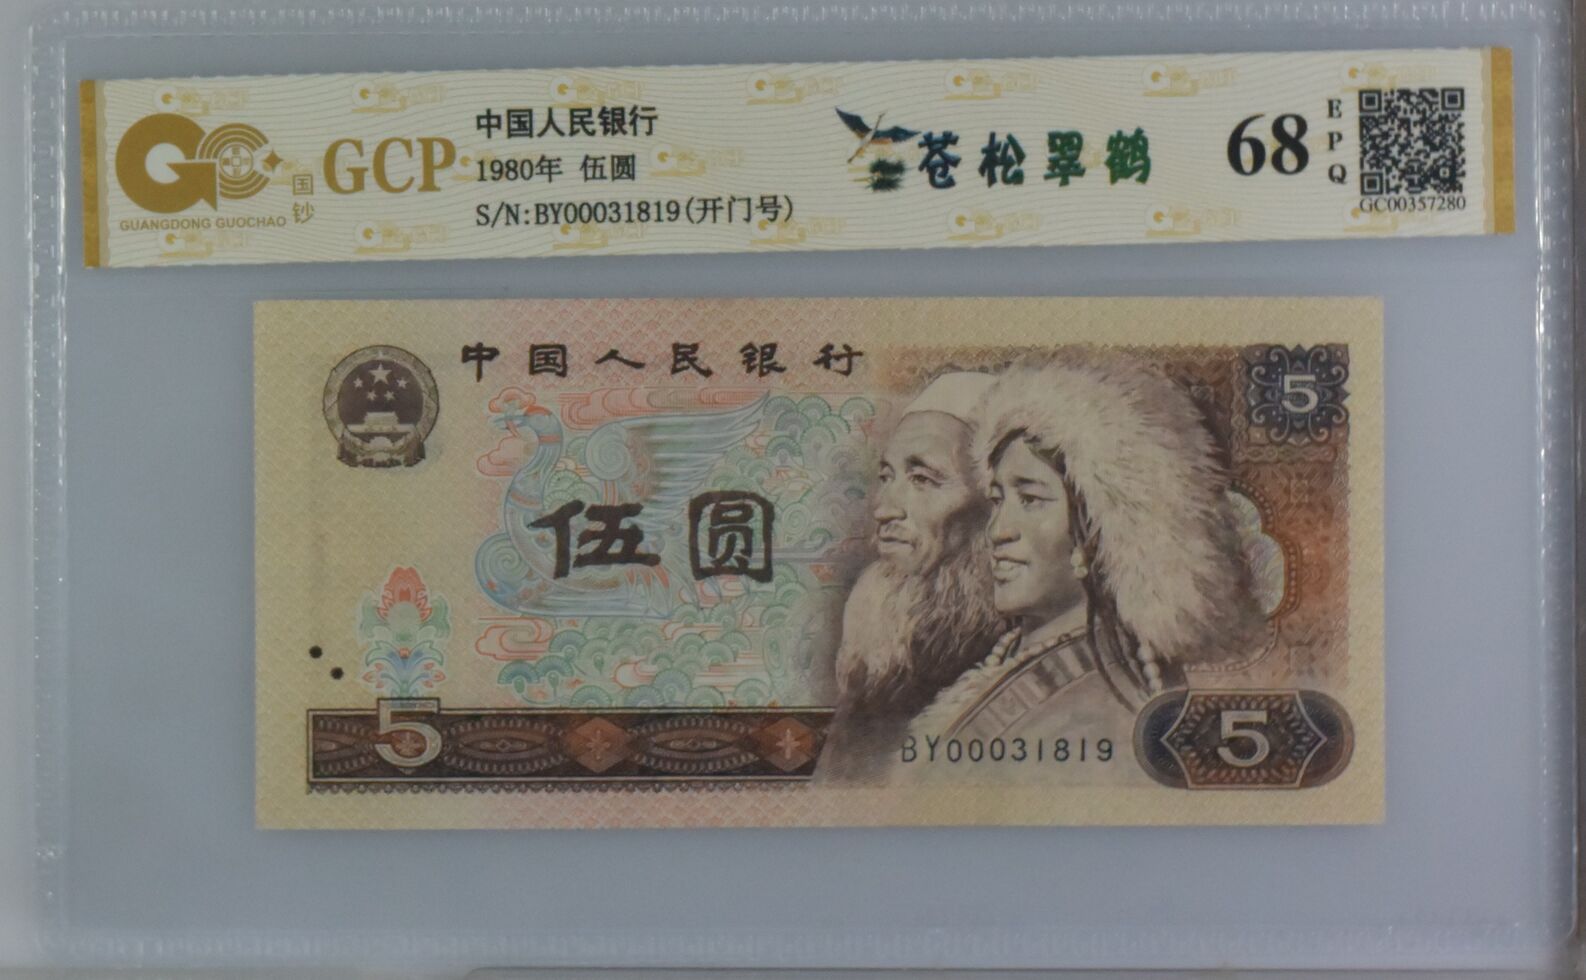 中国人民银行
1980年 伍圆
S/N:BY00031819(开门号)
GCP
国钞
GUANGDONG GUOCHAO
苍松翠鹤
68
EPQ
GC00357280
中国人民银行
5
伍圆
5
BY00031819
5